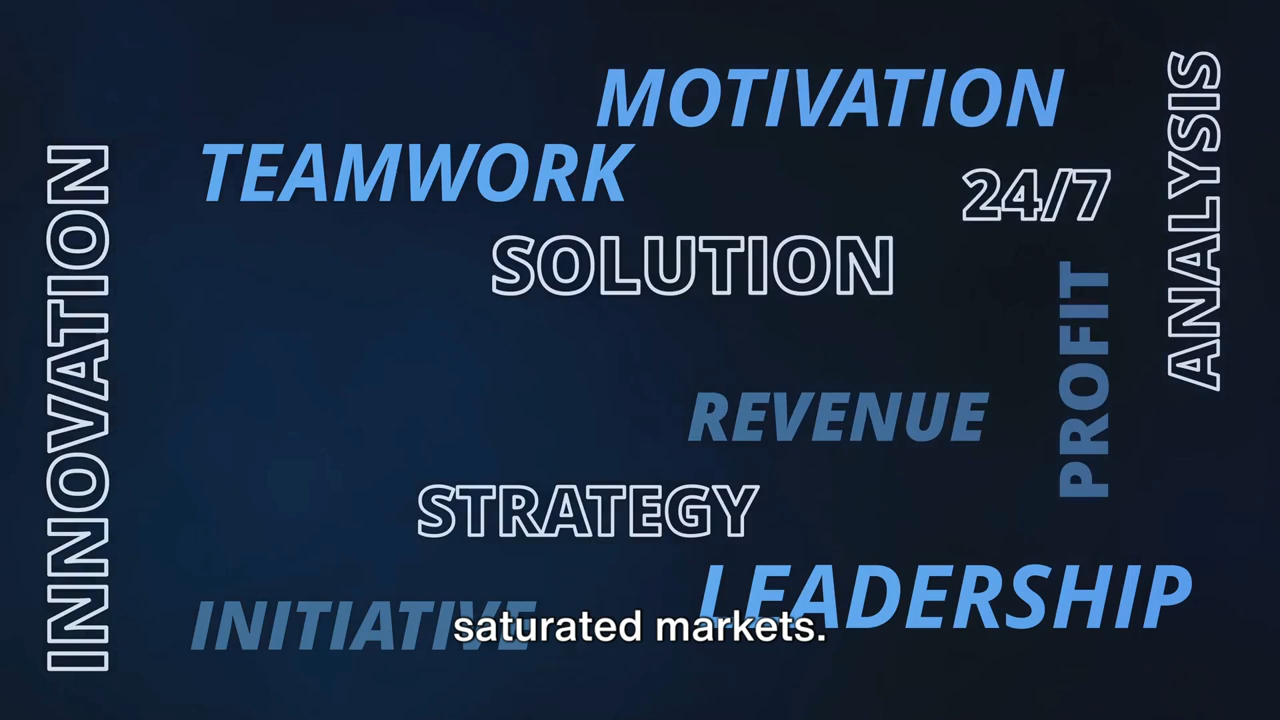 MOTIVATION
ANALYSIS
TEAMWORK
INNOVATION
24/7
SOLUTION
PROFIT
REVENUE
STRATEGY
LEADERSHIP
INITIATIVE
saturated markets.